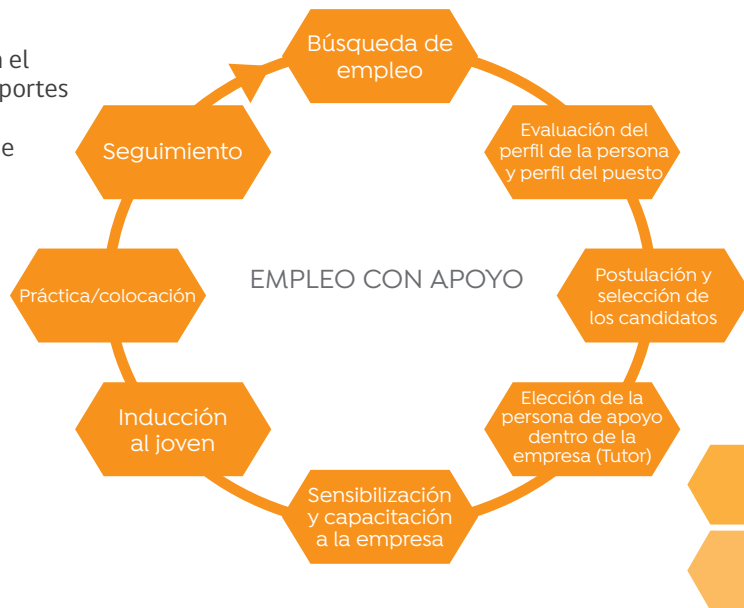 el
portes
e
Búsqueda de
empleo
Evaluación del
perfil de la persona
y perfil del puesto
Postulación y
selección de
los candidatos
Elección de la
persona de apoyo
dentro de la
empresa (Tutor)
Sensibilización
y capacitación
a la empresa
Inducción
al joven
Práctica/colocación
Seguimiento
EMPLEO CON APOYO